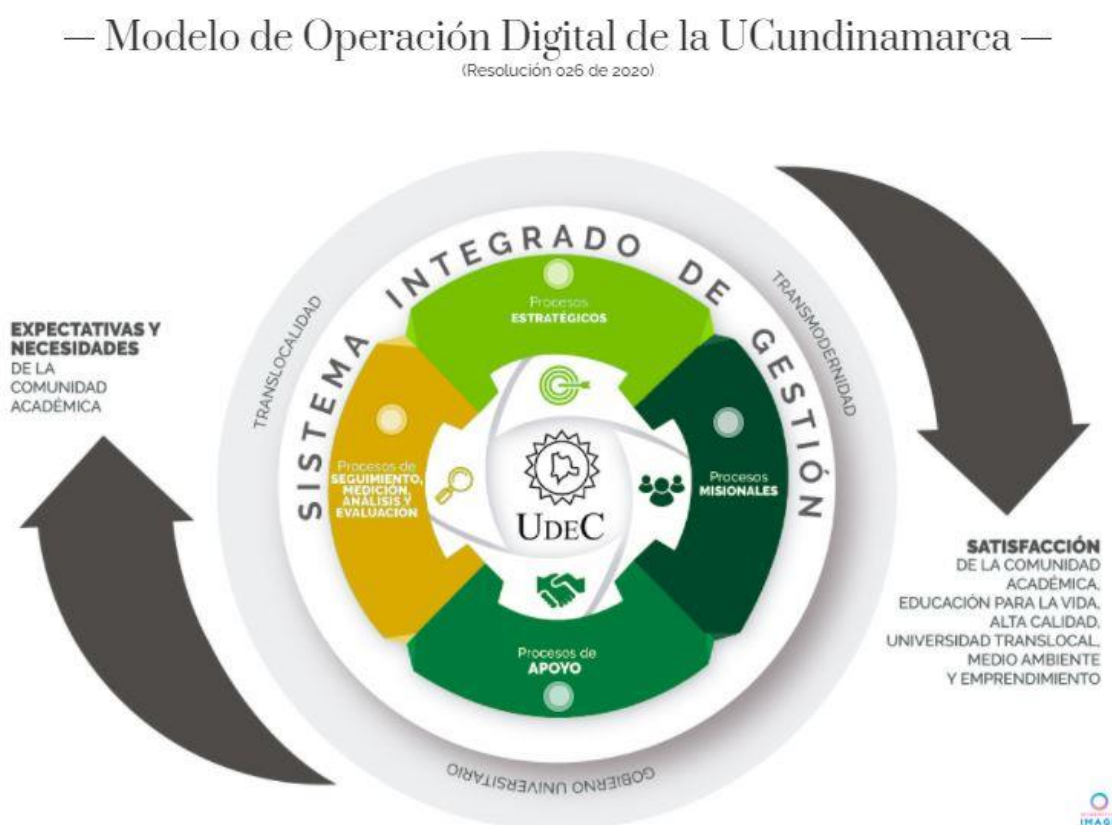 — Modelo de Operación Digital de la UCundinamarca —
(Resolución 026 de 2020)
EXPECTATIVAS Y
NECESIDADES
DE LA
COMUNIDAD
ACADÉMICA
TRANSLOCALIDAD
SISTEMA INTEGRADO DE GESTIÓN
TRANSMODERNIDAD
Procesos
ESTRATÉGICOS
Procesos de
SEGUIMIENTO,
MEDICIÓN,
ANÁLISIS Y
EVALUACIÓN
UDEC
Procesos
MISIONALES
Procesos de
APOYO
GOBIERNO UNIVERSITARIO
SATISFACCIÓN
DE LA COMUNIDAD
ACADÉMICA,
EDUCACIÓN PARA LA VIDA,
ALTA CALIDAD,
UNIVERSIDAD TRANSLOCAL,
MEDIO AMBIENTE
Y EMPRENDIMIENTO
IMAG